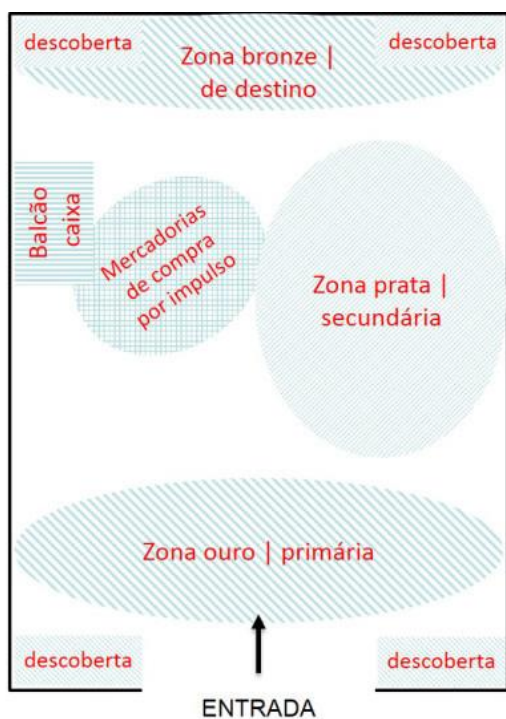 descoberta
Zona bronze |
de destino
descoberta
Balcão
caixa
Mercadorias
de compra
por impulso
Zona prata |
secundária
Zona ouro | primária
descoberta
descoberta
ENTRADA